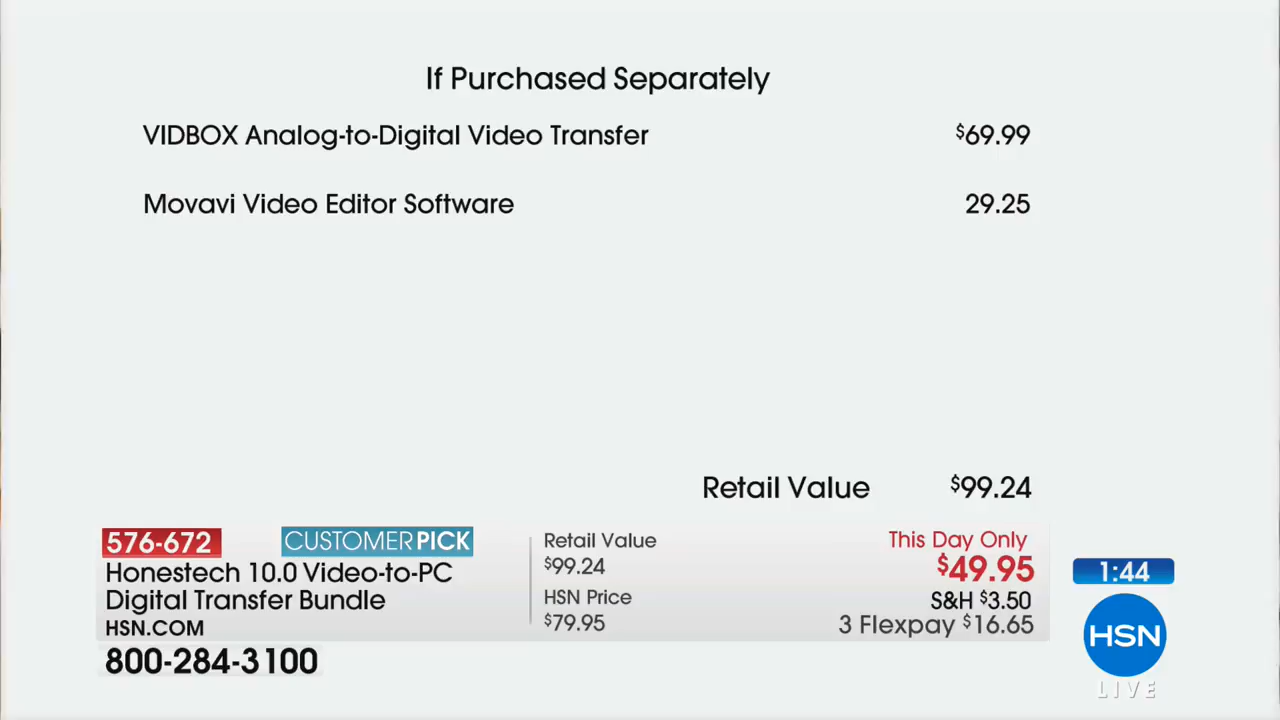 If Purchased Separately
VIDBOX Analog-to-Digital Video Transfer $69.99
Movavi Video Editor Software 29.25
Retail Value $99.24
576-672 CUSTOMERPICK
Honestech 10.0 Video-to-PC
Digital Transfer Bundle
HSN.COM
800-284-3100
Retail Value
$99.24
HSN Price
$79.95
This Day Only
$49.95
S&H $3.50
3 Flexpay $16.65
1:44
HSN
LIVE